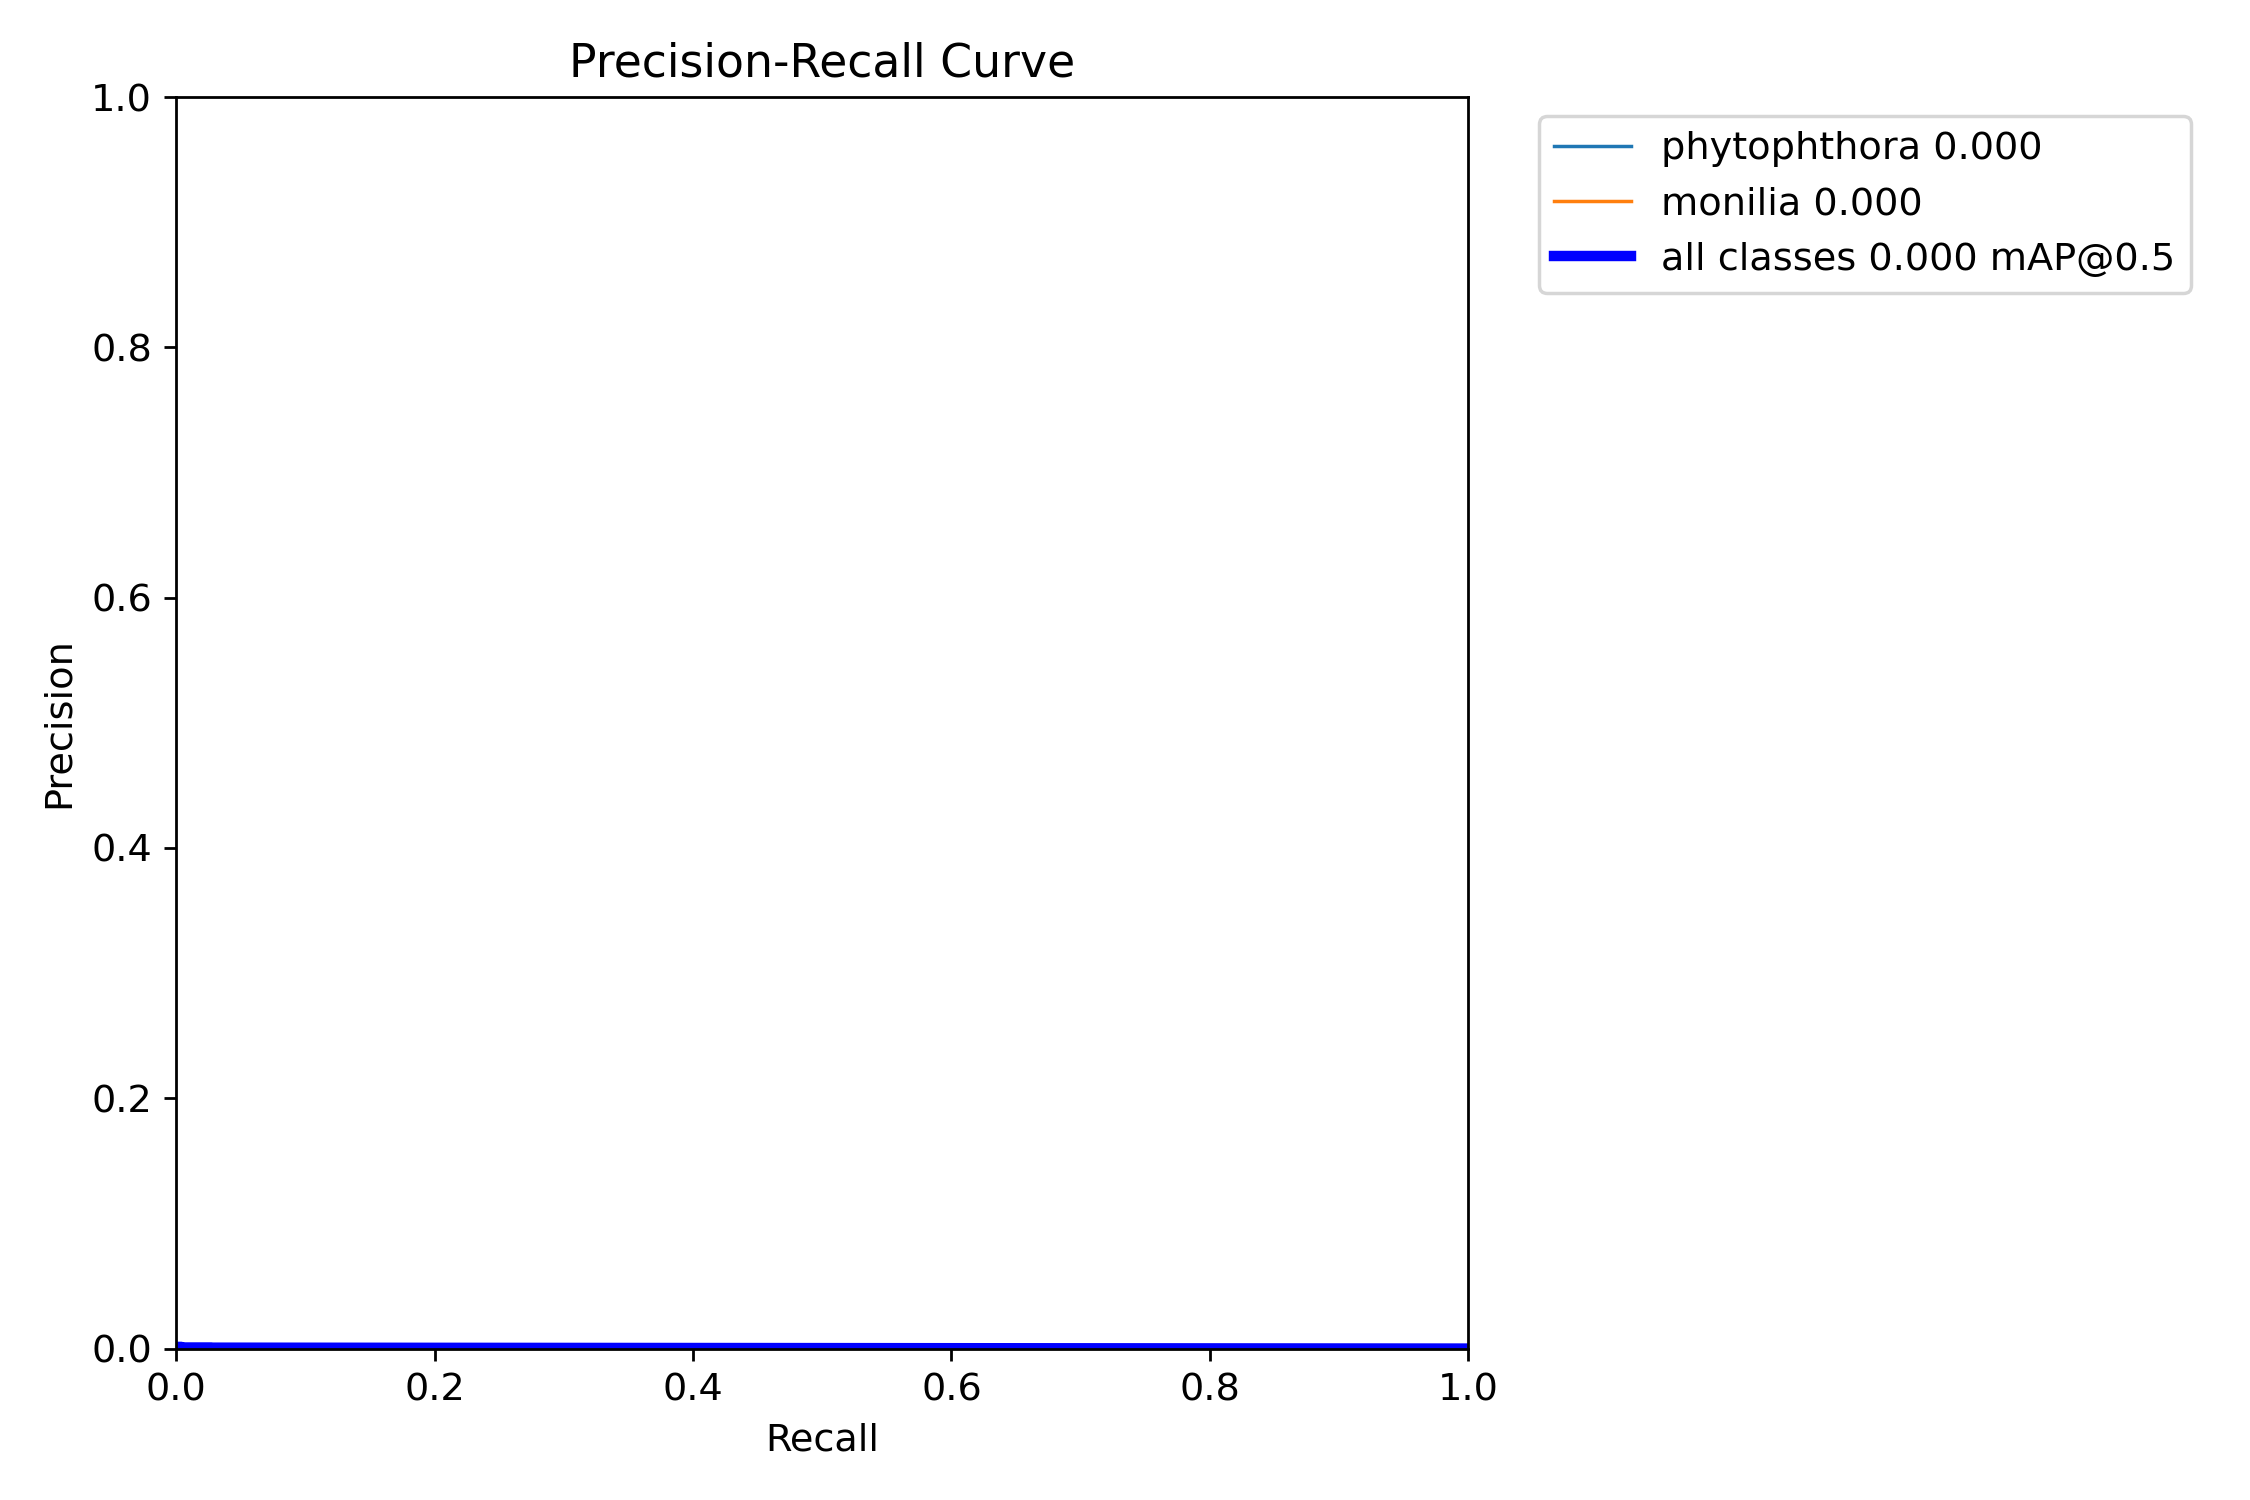 Precision-Recall Curve
1.0
0.8
0.6
0.4
0.2
0.0
Precision
0.0 0.2 0.4 0.6 0.8 1.0
Recall
phytophthora 0.000
monilia 0.000
all classes 0.000 mAP@0.5